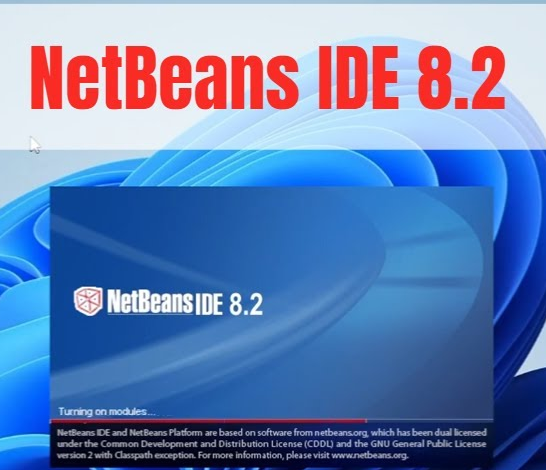 NetBeans IDE 8.2
NetBeans IDE 8.2
Turning on modules...
NetBeans IDE and NetBeans Platform are based on software from netbeans.org, which has been dual licensed
under the Common Development and Distribution License (CDDL) and the GNU General Public License
version 2 with Classpath exception. For more information, please visit www.netbeans.org.